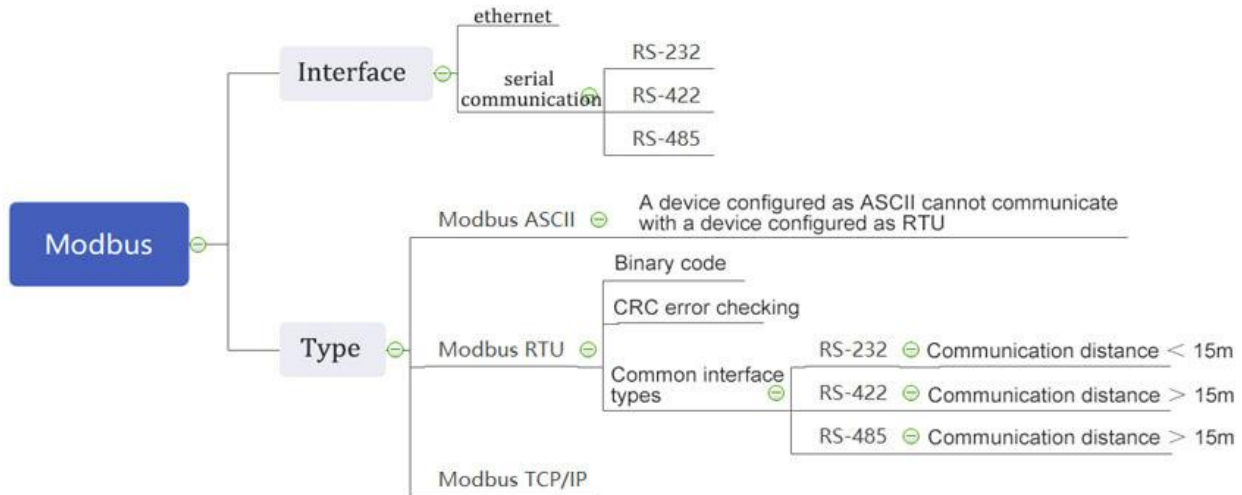 ethernet
Interface
serial
communication
RS-232
RS-422
RS-485
Modbus
Modbus ASCII
A device configured as ASCII cannot communicate
with a device configured as RTU
Type
Modbus RTU
Binary code
CRC error checking
Common interface
types
RS-232
Communication distance < 15m
RS-422
Communication distance > 15m
RS-485
Communication distance > 15m
Modbus TCP/IP